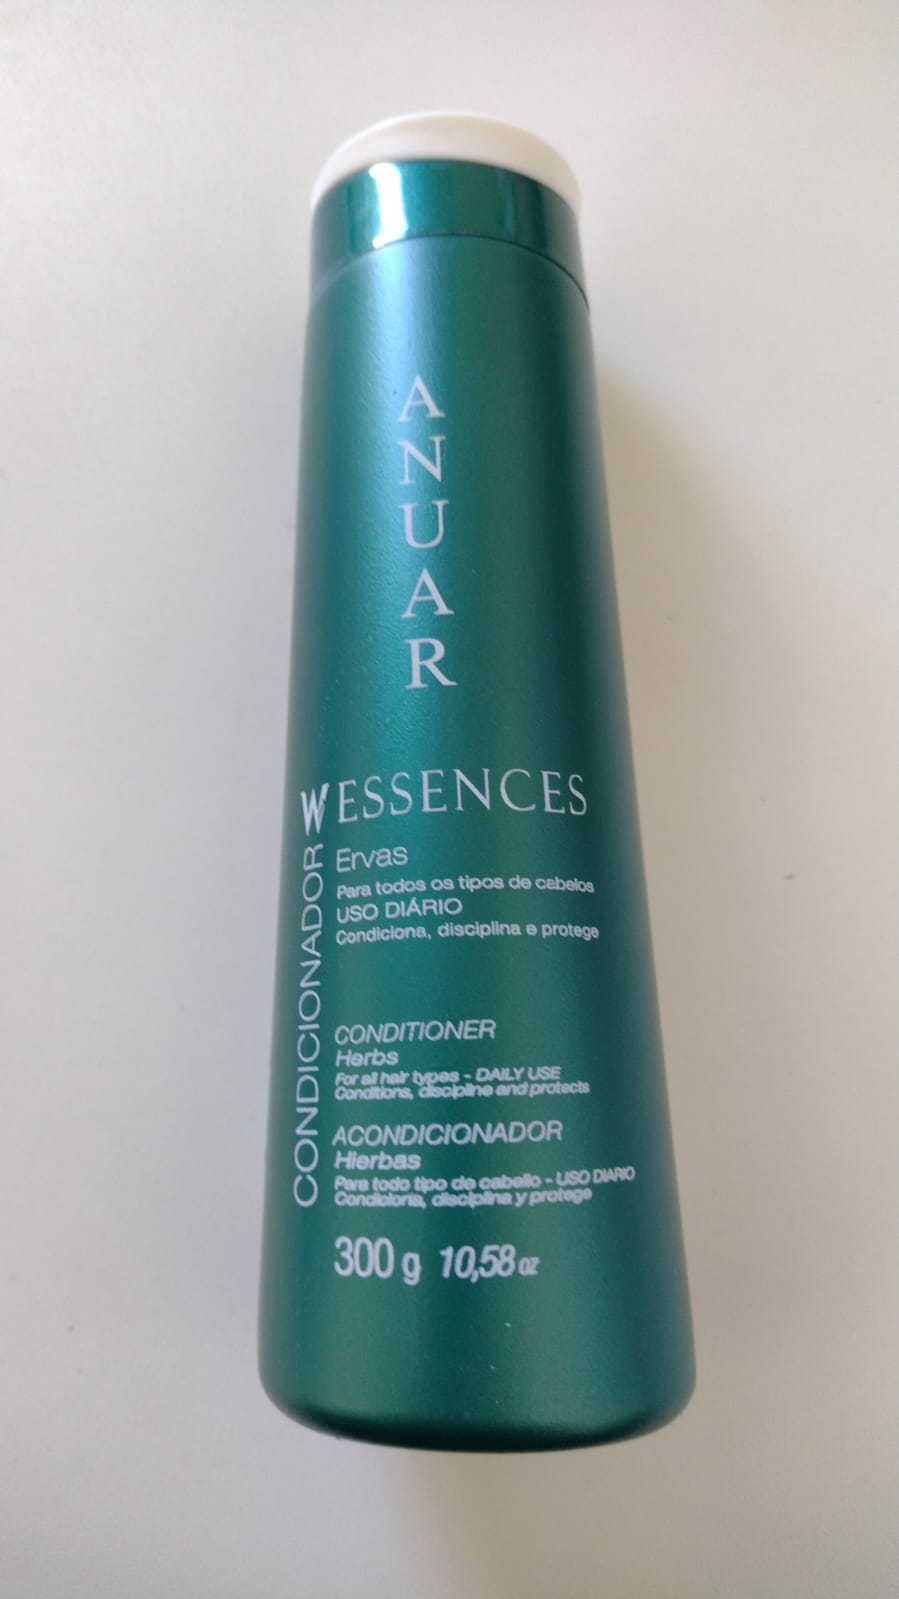 ANUAR
WESSENCES
CONDICIONADOR
Ervas
Para todos os tipos de cabelos
USO DIÁRIO
Condiciona, disciplina e protege
CONDITIONER
Herbs
For all hair types - DAILY USE
Conditions, discipline and protects
ACONDICIONADOR
Hierbas
Para todo tipo de cabello - USO DIARIO
Condiciona, disciplina y protege
300 g 10,58 oz